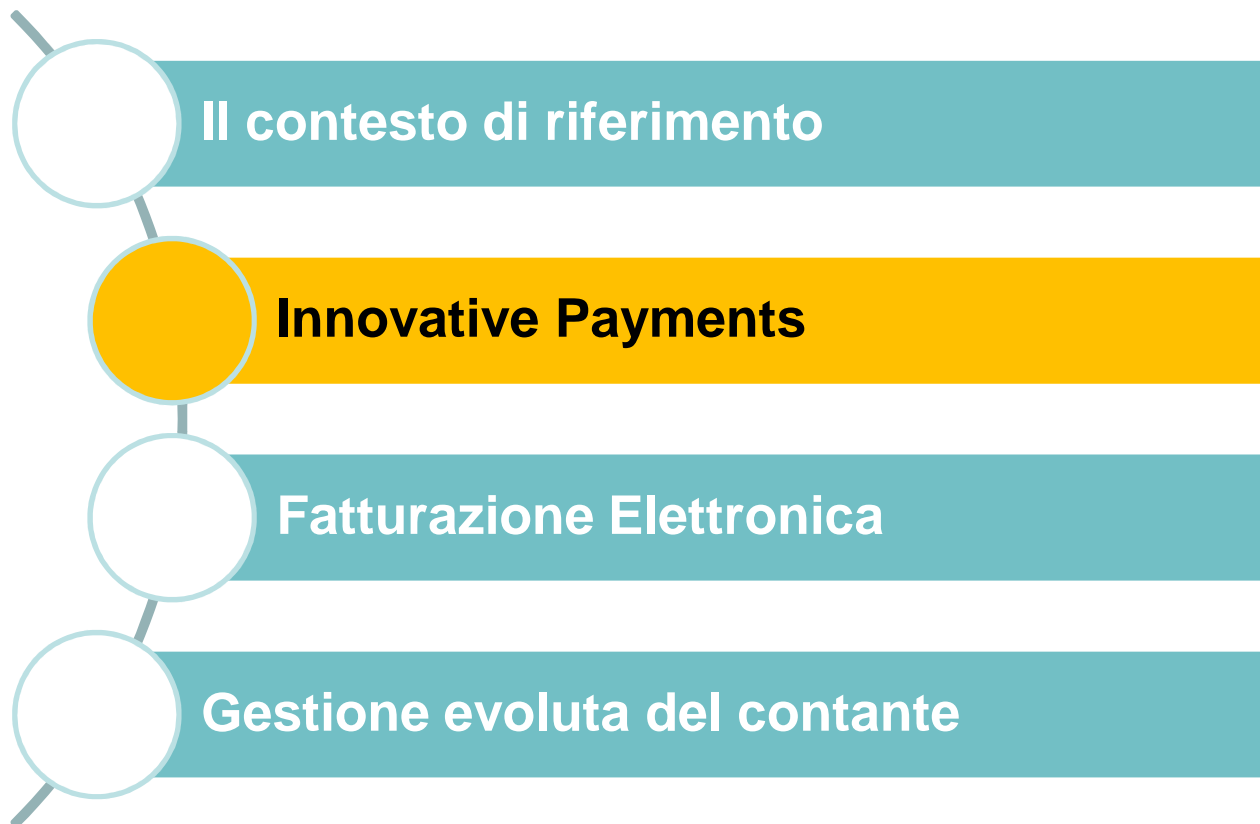 Il contesto di riferimento
Innovative Payments
Fatturazione Elettronica
Gestione evoluta del contante